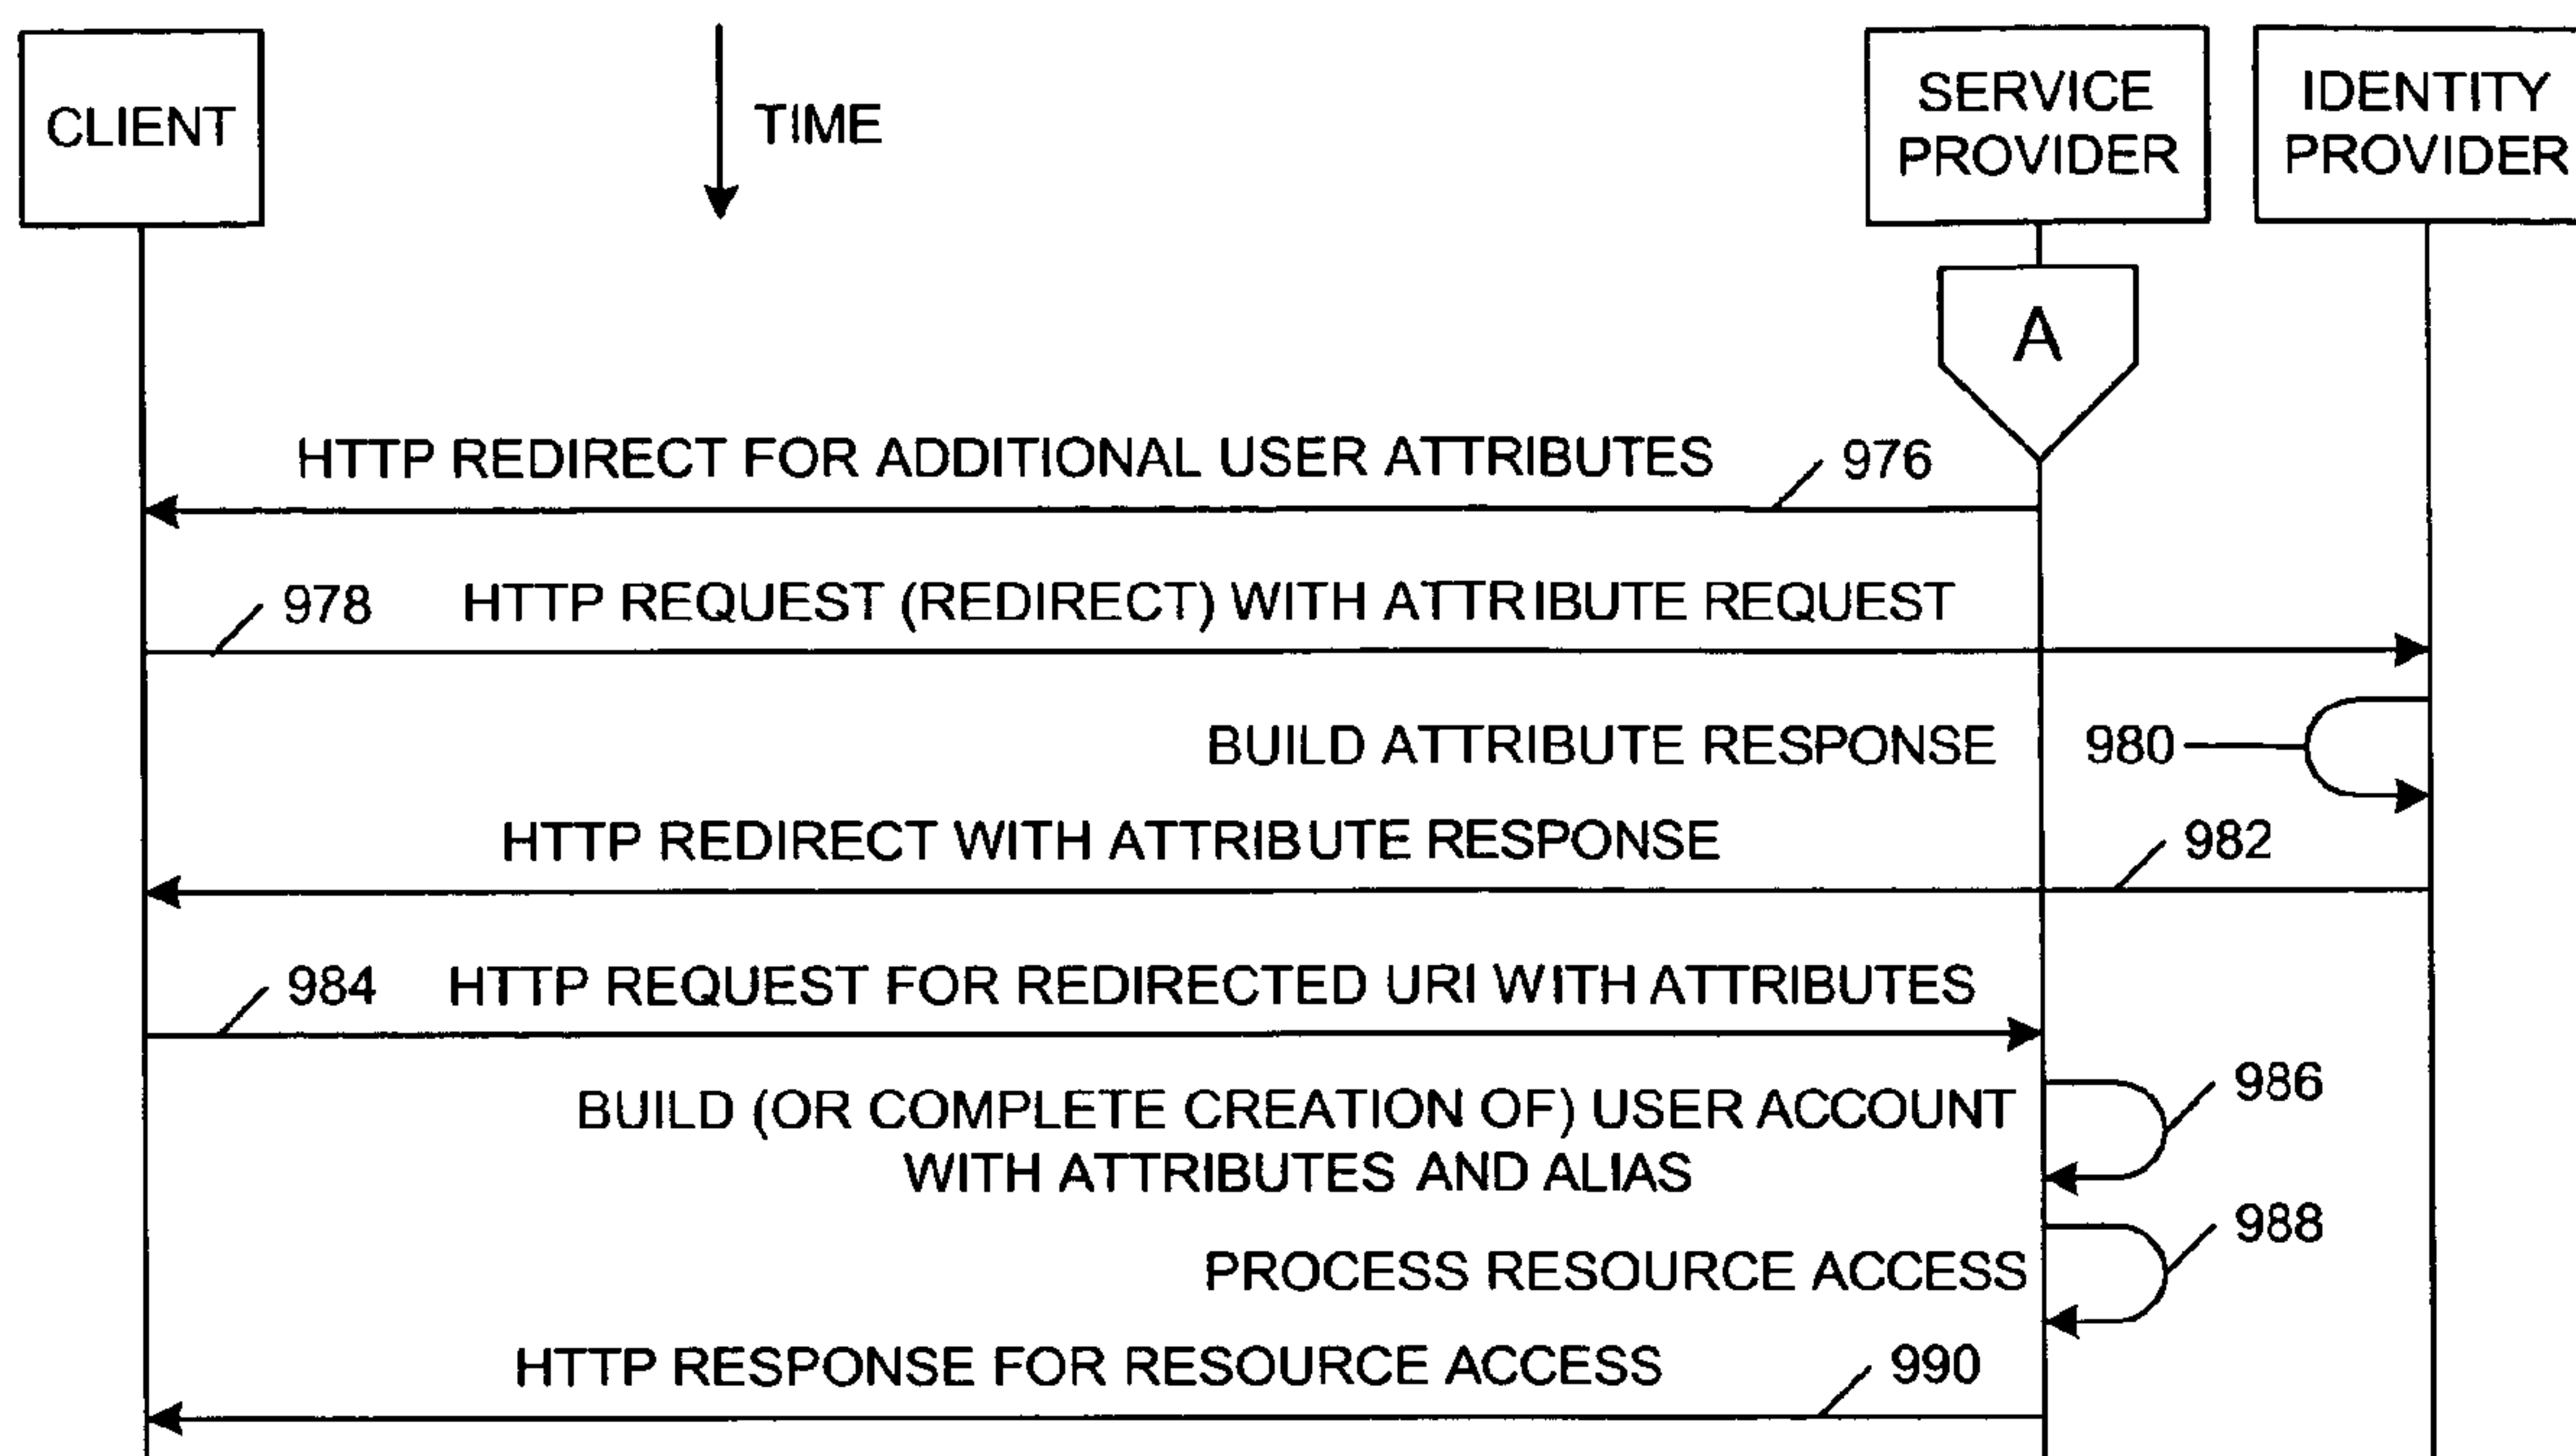 CLIENT
TIME
SERVICE
PROVIDER
IDENTITY
PROVIDER
A
HTTP REDIRECT FOR ADDITIONAL USER ATTRIBUTES
976
978
HTTP REQUEST (REDIRECT) WITH ATTRIBUTE REQUEST
BUILD ATTRIBUTE RESPONSE
980
HTTP REDIRECT WITH ATTRIBUTE RESPONSE
982
984
HTTP REQUEST FOR REDIRECTED URI WITH ATTRIBUTES
BUILD (OR COMPLETE CREATION OF) USER ACCOUNT
WITH ATTRIBUTES AND ALIAS
986
PROCESS RESOURCE ACCESS
988
HTTP RESPONSE FOR RESOURCE ACCESS
990